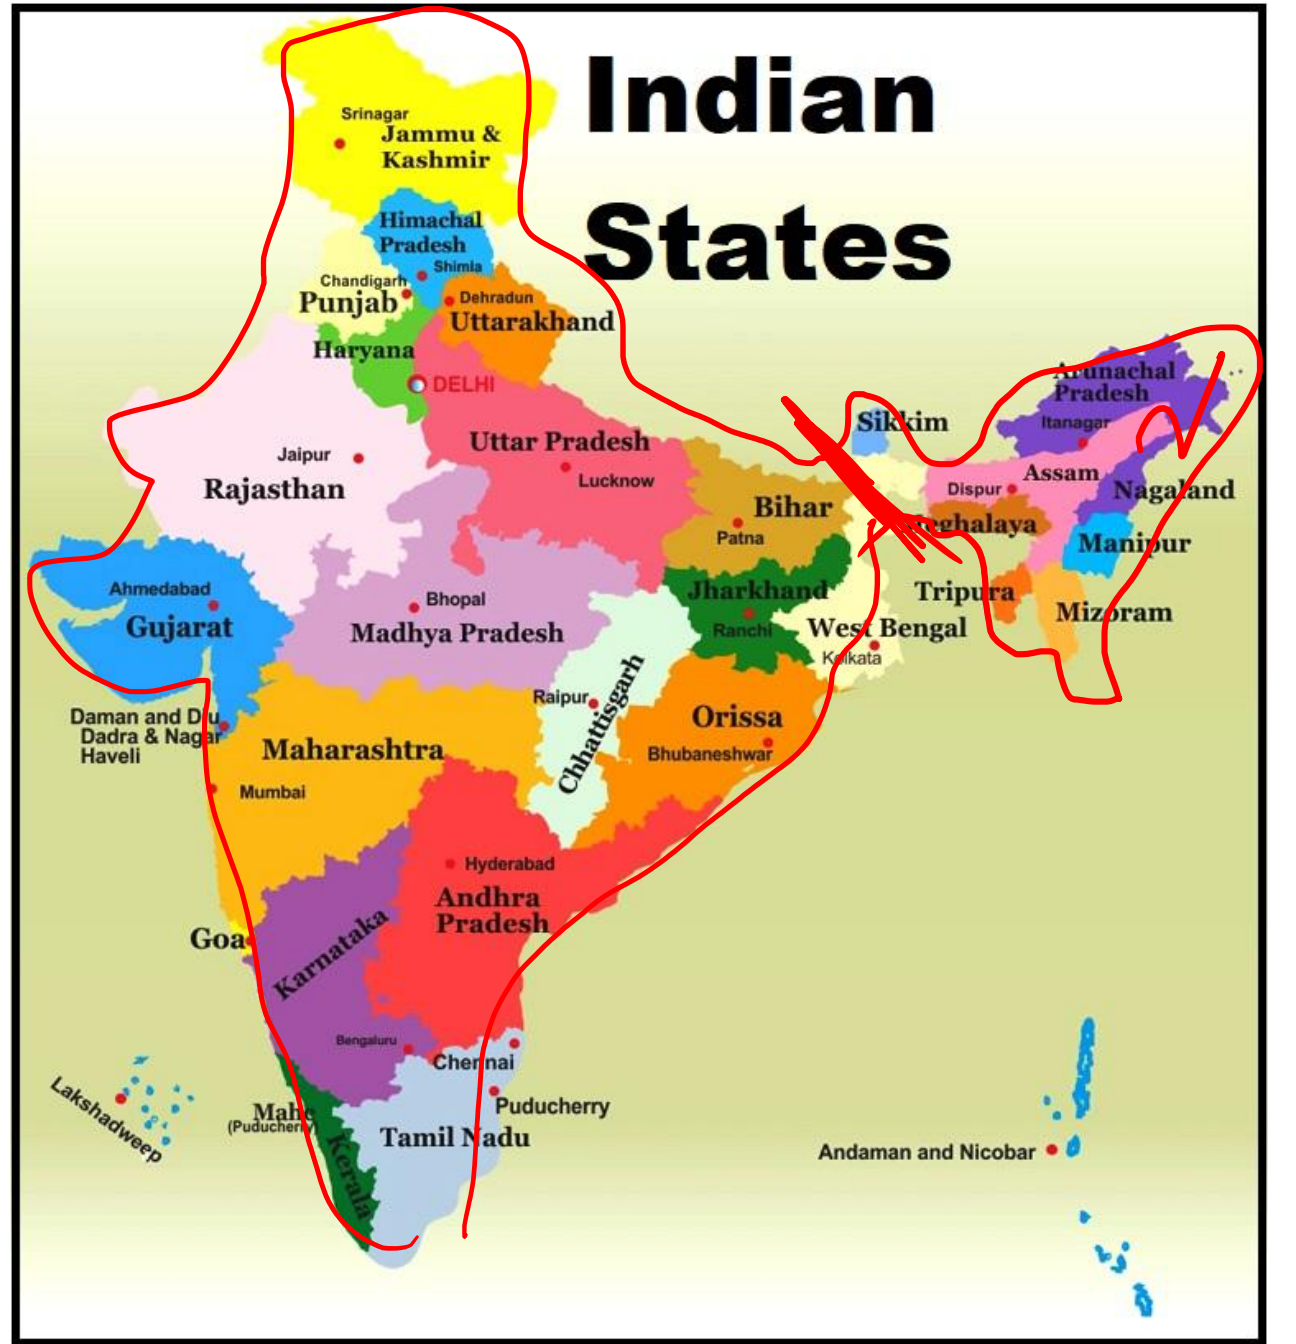 Indian
States
Srinagar
Jammu &
Kashmir
Himachal
Pradesh
Shimla
Chandigarh
Punjab
Dehradun
Uttarakhand
Haryana
DELHI
Arunachal
Pradesh
Itanagar
Sikkim
Uttar Pradesh
Lucknow
Jaipur
Rajasthan
Assam
Dispur
Nagaland
Bihar
Patna
Meghalaya
Manipur
Ahmedabad
Gujarat
Bhopal
Madhya Pradesh
Jharkhand
Ranchi
Tripura
Mizoram
West Bengal
Kolkata
Raipur
Chhattisgarh
Daman and Diu
Dadra & Nagar
Haveli
Orissa
Bhubaneshwar
Maharashtra
Mumbai
Hyderabad
Andhra
Pradesh
Goa
Karnataka
Bengaluru
Chennai
Lakshadweep
Mahe
(Puducherry)
Puducherry
Kerala
Tamil Nadu
Andaman and Nicobar